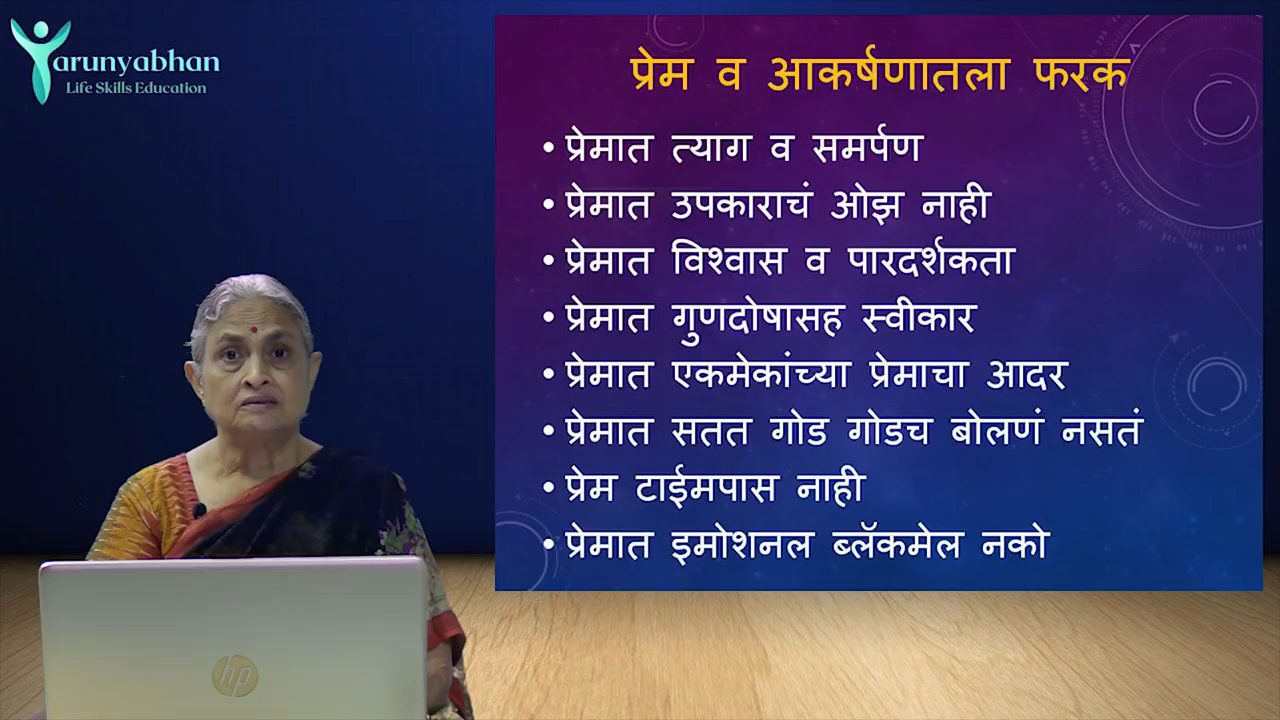 Tarunyabhan
Life Skills Education
प्रेम व आकर्षणातला फरक
• प्रेमात त्याग व समर्पण
• प्रेमात उपकाराचं ओझ नाही
• प्रेमात विश्वास व पारदर्शकता
• प्रेमात गुणदोषासह स्वीकार
• प्रेमात एकमेकांच्या प्रेमाचा आदर
• प्रेमात सतत गोड गोडच बोलणं नसतं
• प्रेम टाईमपास नाही
• प्रेमात इमोशनल ब्लॅकमेल नको
hp